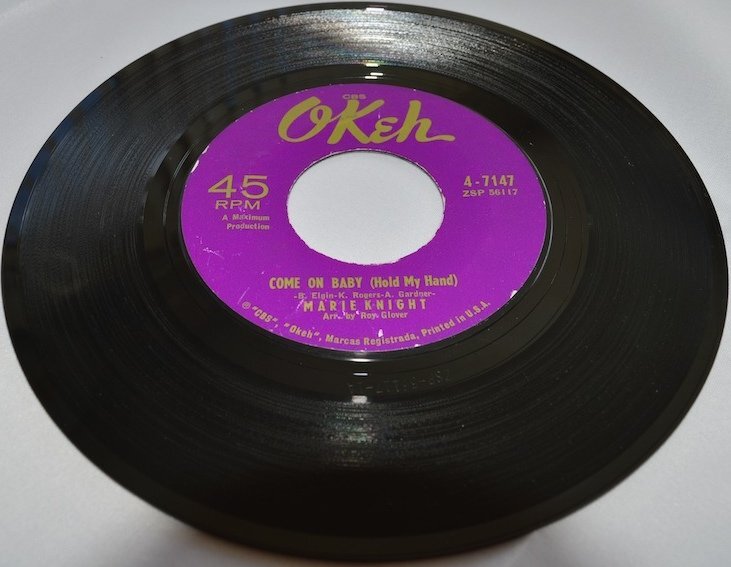 CBS
OKeh
45
RPM
A Maximum
Production
4-7147
ZSP 56117
COME ON BABY (Hold My Hand)
-B. Elgin-K. Rogers-A. Gardner-
MARIE KNIGHT
Arr. by Roy Glover
Ⓟ "CBS", "Okeh", Marcas Registrada, Printed in U.S.A.